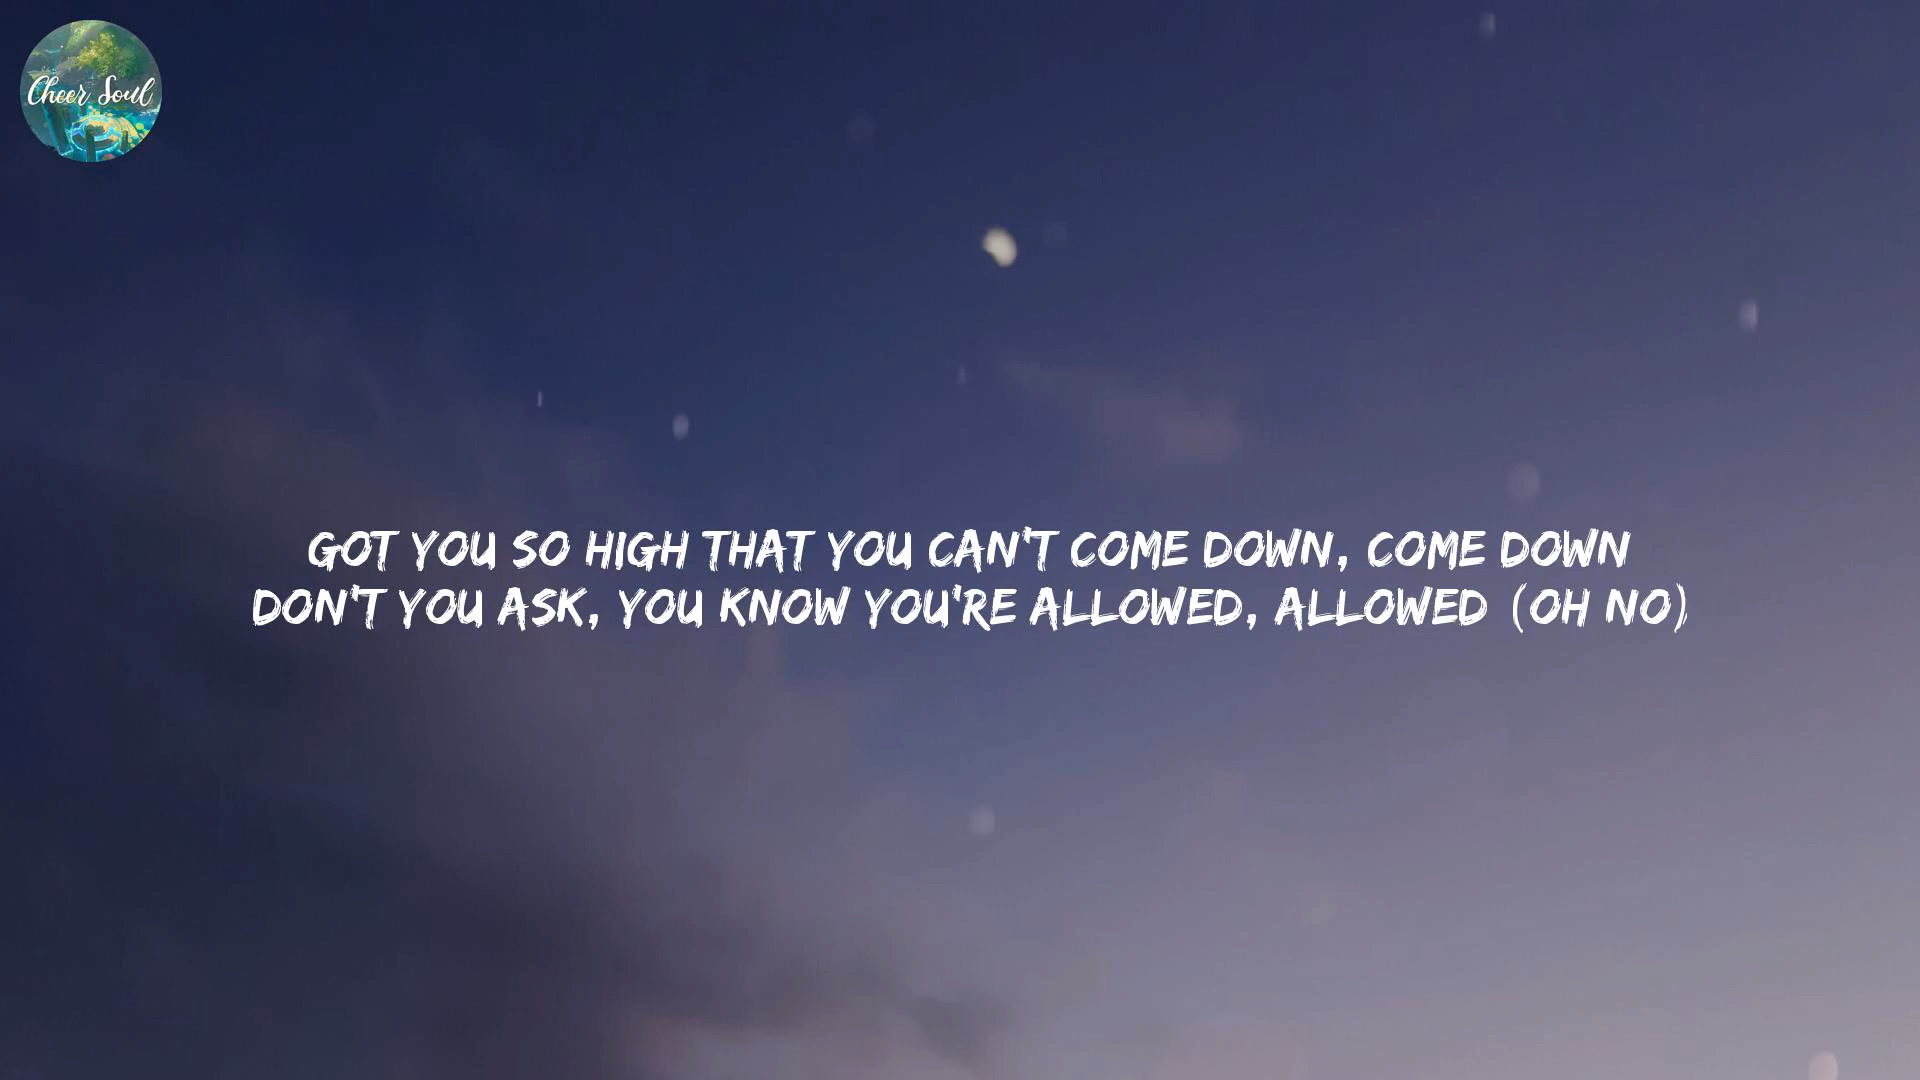 Cheer Soul
GOT YOU SO HIGH THAT YOU CAN'T COME DOWN, COME DOWN
DON'T YOU ASK, YOU KNOW YOU'RE ALLOWED, ALLOWED (OH NO)